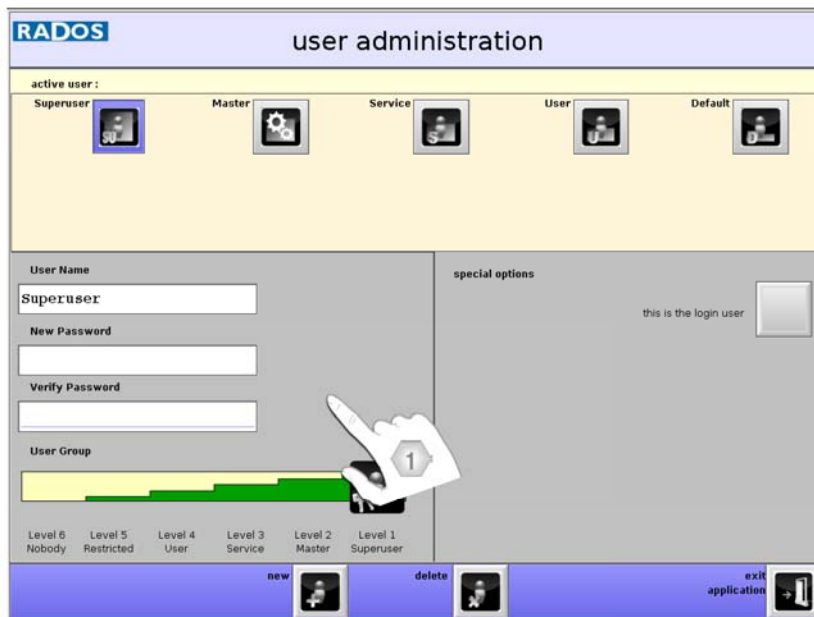 RADOS
user administration
active user :
Superuser
SU
Master
Service
S
User
U
Default
D
User Name
Superuser
New Password
Verify Password
User Group
1
Level 6
Nobody
Level 5
Restricted
Level 4
User
Level 3
Service
Level 2
Master
Level 1
Superuser
special options
this is the login user
new
delete
exit
application